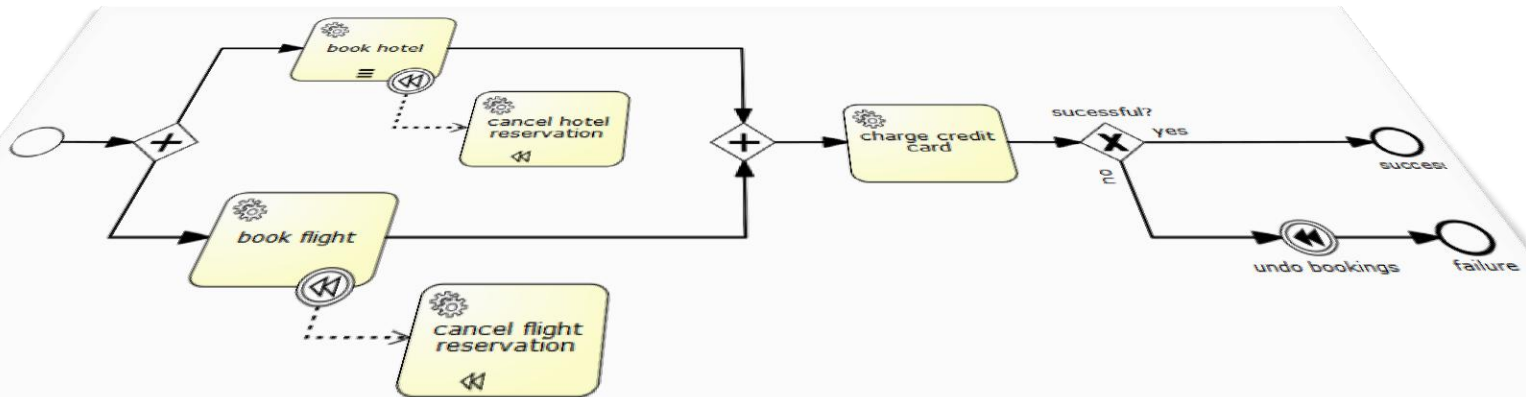 book hotel
cancel hotel
reservation
book flight
cancel flight
reservation
charge credit
card
sucessful?
yes
no
succes
undo bookings
failure